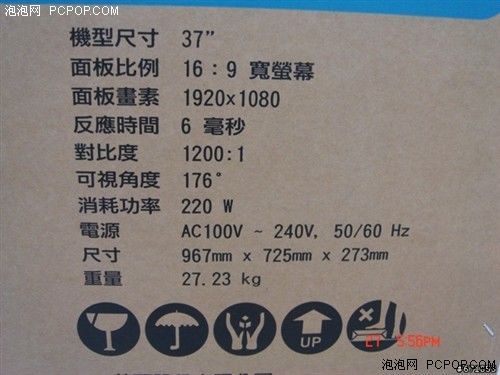 泡泡网 PCPOP.COM
機型尺寸 37”
面板比例 16:9 寬螢幕
面板畫素 1920x1080
反應時間 6 毫秒
對比度 1200:1
可視角度 176°
消耗功率 220 W
電源 AC100V ~ 240V, 50/60 Hz
尺寸 967mm x 725mm x 273mm
重量 27.23 kg
UP
5:56PM
泡泡网 PCPOP.COM